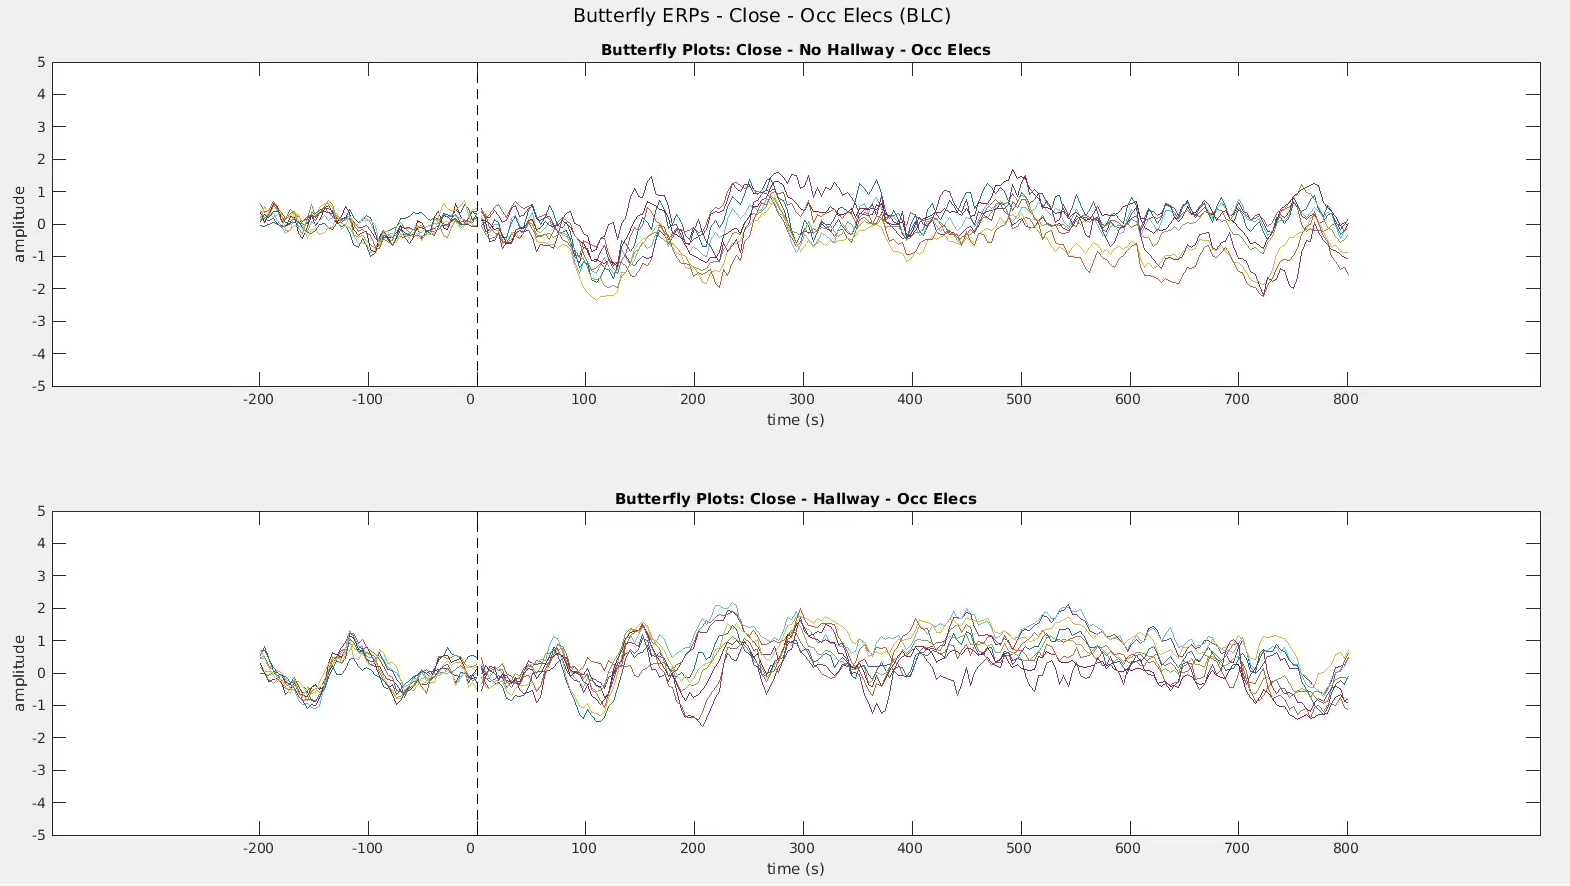 Butterfly ERPs - Close - Occ Elecs (BLC)
Butterfly Plots: Close - No Hallway - Occ Elecs
5
4
3
2
1
0
-1
-2
-3
-4
-5
amplitude
-200 -100 0 100 200 300 400 500 600 700 800
time (s)
Butterfly Plots: Close - Hallway - Occ Elecs
5
4
3
2
1
0
-1
-2
-3
-4
-5
amplitude
-200 -100 0 100 200 300 400 500 600 700 800
time (s)